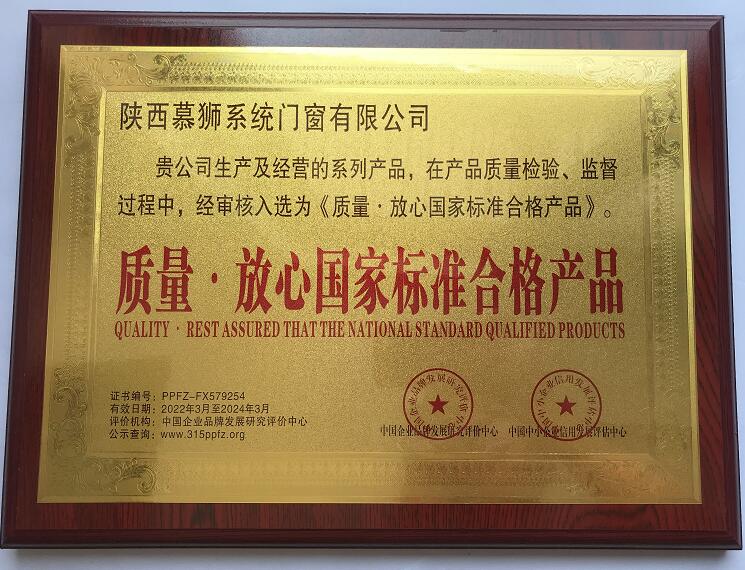 陕西慕狮系统门窗有限公司
贵公司生产及经营的系列产品，在产品质量检验、监督
过程中，经审核入选为《质量·放心国家标准合格产品》。
质量·放心国家标准合格产品
QUALITY · REST ASSURED THAT THE NATIONAL STANDARD QUALIFIED PRODUCTS
证书编号：PPFZ-FX579254
有效日期：2022年3月至2024年3月
评价机构：中国企业品牌发展研究评价中心
公示查询：www.315ppfz.org
中国企业品牌发展研究评价中心
中国中小企业信用发展评估中心